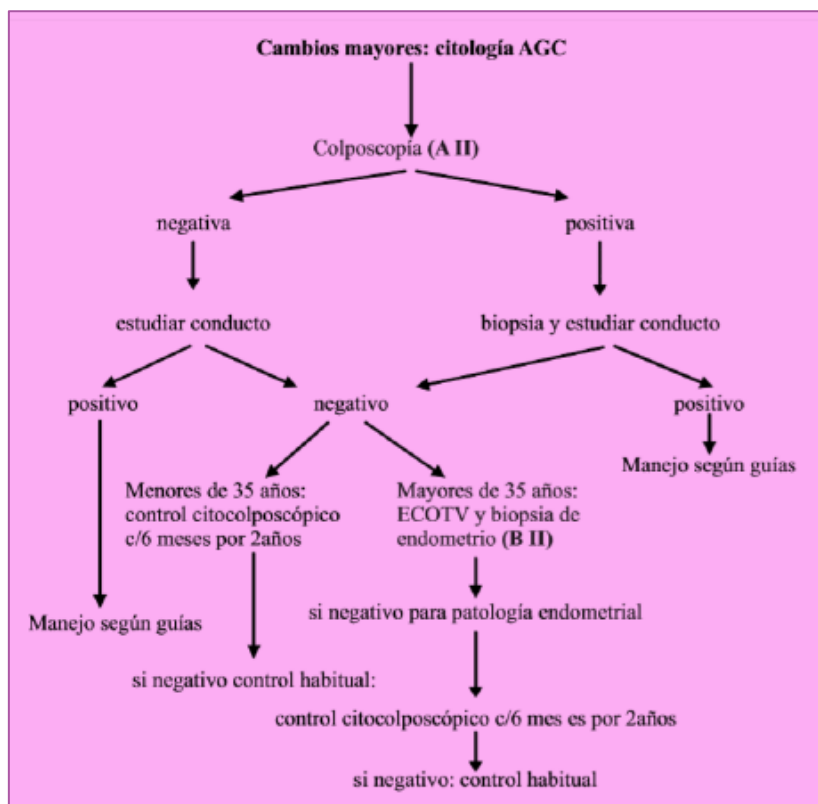 Cambios mayores: citología AGC
Colposcopía (A II)
negativa
positiva
estudiar conducto
biopsia y estudiar conducto
positivo
negativo
positivo
Manejo según guías
Menores de 35 años:
control citocolposcópico
c/6 meses por 2años
Mayores de 35 años:
ECOTV y biopsia de
endometrio (B II)
Manejo según guías
si negativo para patología endometrial
si negativo control habitual:
control citocolposcópico c/6 mes es por 2años
si negativo: control habitual